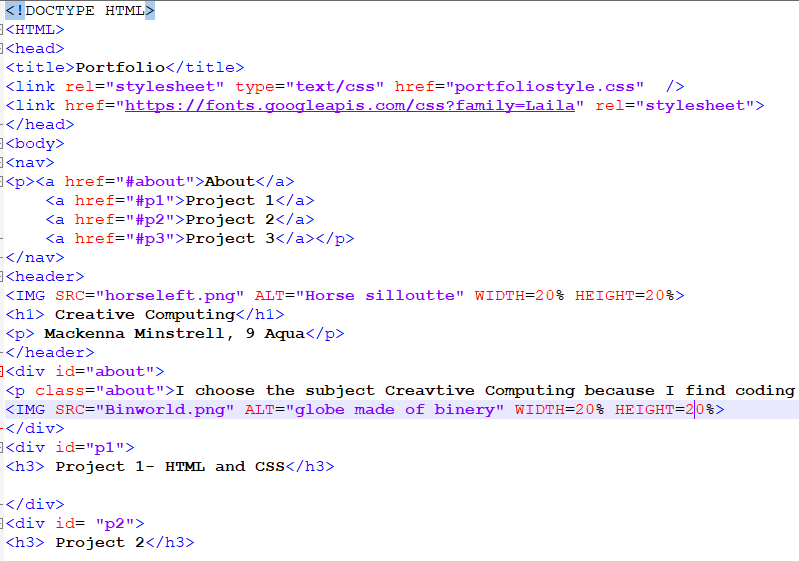 <!DOCTYPE HTML>
<HTML>
<head>
<title>Portfolio</title>
<link rel="stylesheet" type="text/css" href="portfoliostyle.css"  />
<link href="https://fonts.googleapis.com/css?family=Laila" rel="stylesheet">
</head>
<body>
<nav>
<p><a href="#about">About</a>
    <a href="#p1">Project 1</a>
    <a href="#p2">Project 2</a>
    <a href="#p3">Project 3</a></p>
</nav>
<header>
<IMG SRC="horseleft.png" ALT="Horse silloutte" WIDTH=20% HEIGHT=20%>
<h1> Creative Computing</h1>
<p> Mackenna Minstrell, 9 Aqua</p>
</header>
<div id="about">
<p class="about">I choose the subject Creavtive Computing because I find coding
<IMG SRC="Binworld.png" ALT="globe made of binery" WIDTH=20% HEIGHT=20%>
</div>
<div id="p1">
<h3> Project 1- HTML and CSS</h3>
</div>
<div id= "p2">
<h3> Project 2</h3>